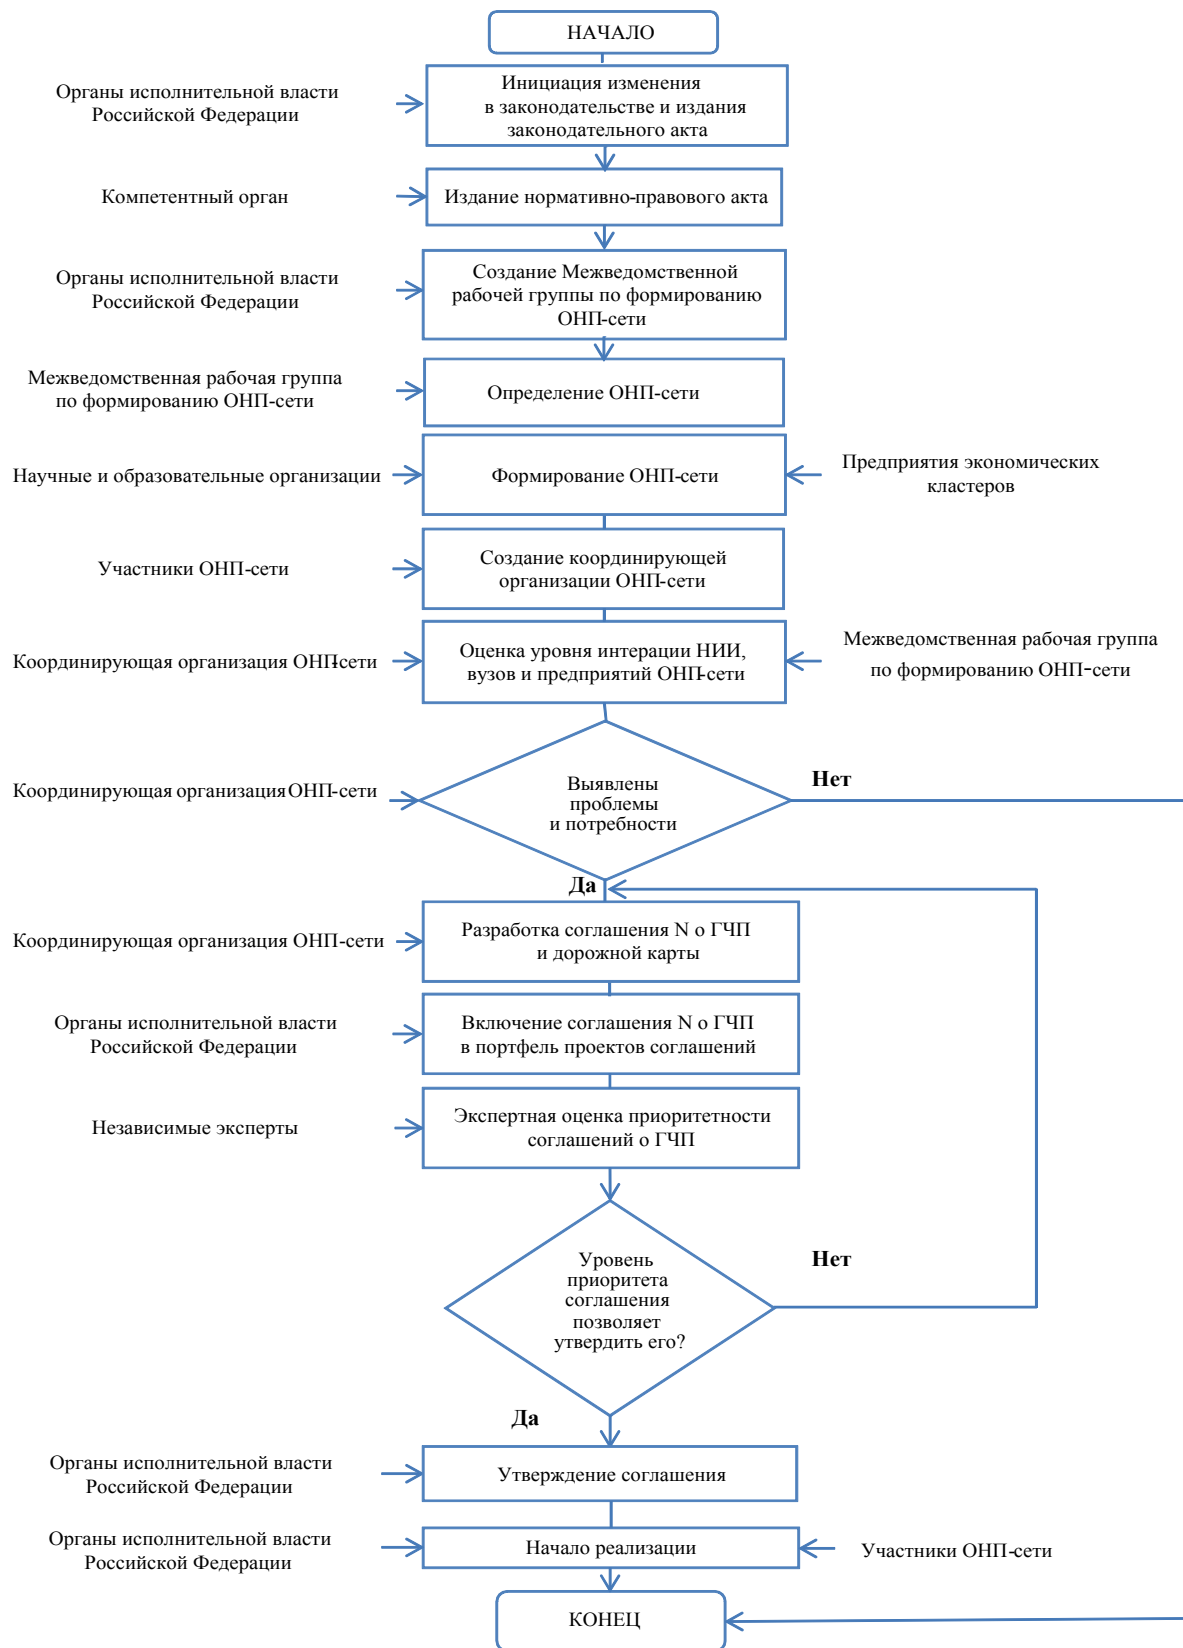 НАЧАЛО
Органы исполнительной власти
Российской Федерации
Инициация изменения
в законодательстве и издания
законодательного акта
Компетентный орган
Издание нормативно-правового акта
Органы исполнительной власти
Российской Федерации
Создание Межведомственной
рабочей группы по формированию
ОНП-сети
Межведомственная рабочая группа
по формированию ОНП-сети
Определение ОНП-сети
Научные и образовательные организации
Формирование ОНП-сети
Предприятия экономических
кластеров
Участники ОНП-сети
Создание координирующей
организации ОНП-сети
Координирующая организация ОНП-сети
Оценка уровня интерации НИИ,
вузов и предприятий ОНП-сети
Межведомственная рабочая группа
по формированию ОНП-сети
Координирующая организация ОНП-сети
Выявлены
проблемы
и потребности
Нет
Да
Координирующая организация ОНП-сети
Разработка соглашения N о ГЧП
и дорожной карты
Органы исполнительной власти
Российской Федерации
Включение соглашения N о ГЧП
в портфель проектов соглашений
Независимые эксперты
Экспертная оценка приоритетности
соглашений о ГЧП
Уровень
приоритета
соглашения
позволяет
утвердить его?
Нет
Да
Органы исполнительной власти
Российской Федерации
Утверждение соглашения
Органы исполнительной власти
Российской Федерации
Начало реализации
Участники ОНП-сети
КОНЕЦ